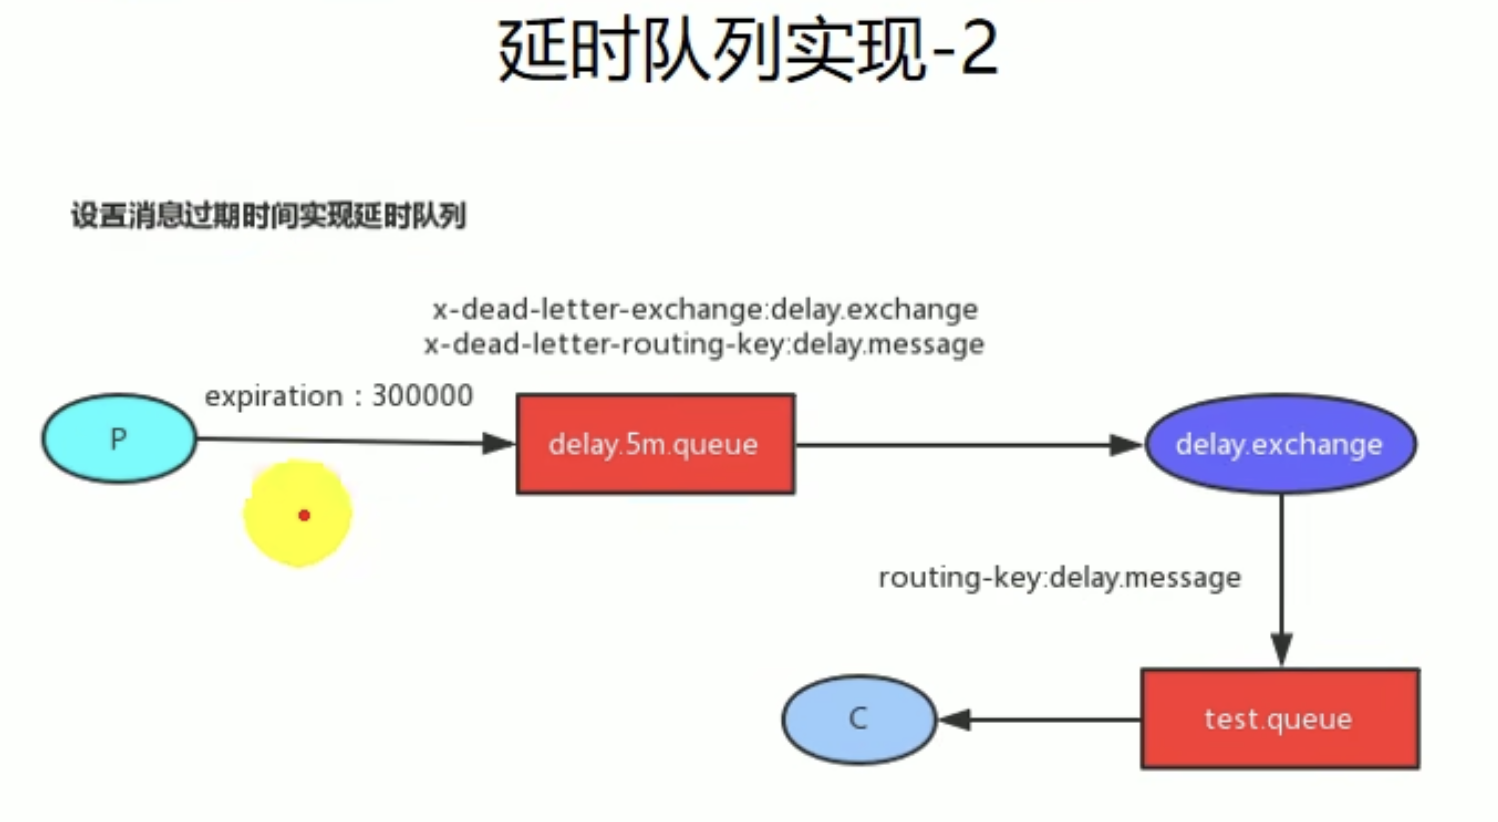 延时队列实现-2
设置消息过期时间实现延时队列
x-dead-letter-exchange:delay.exchange
x-dead-letter-routing-key:delay.message
expiration：300000
P
delay.5m.queue
delay.exchange
routing-key:delay.message
C
test.queue